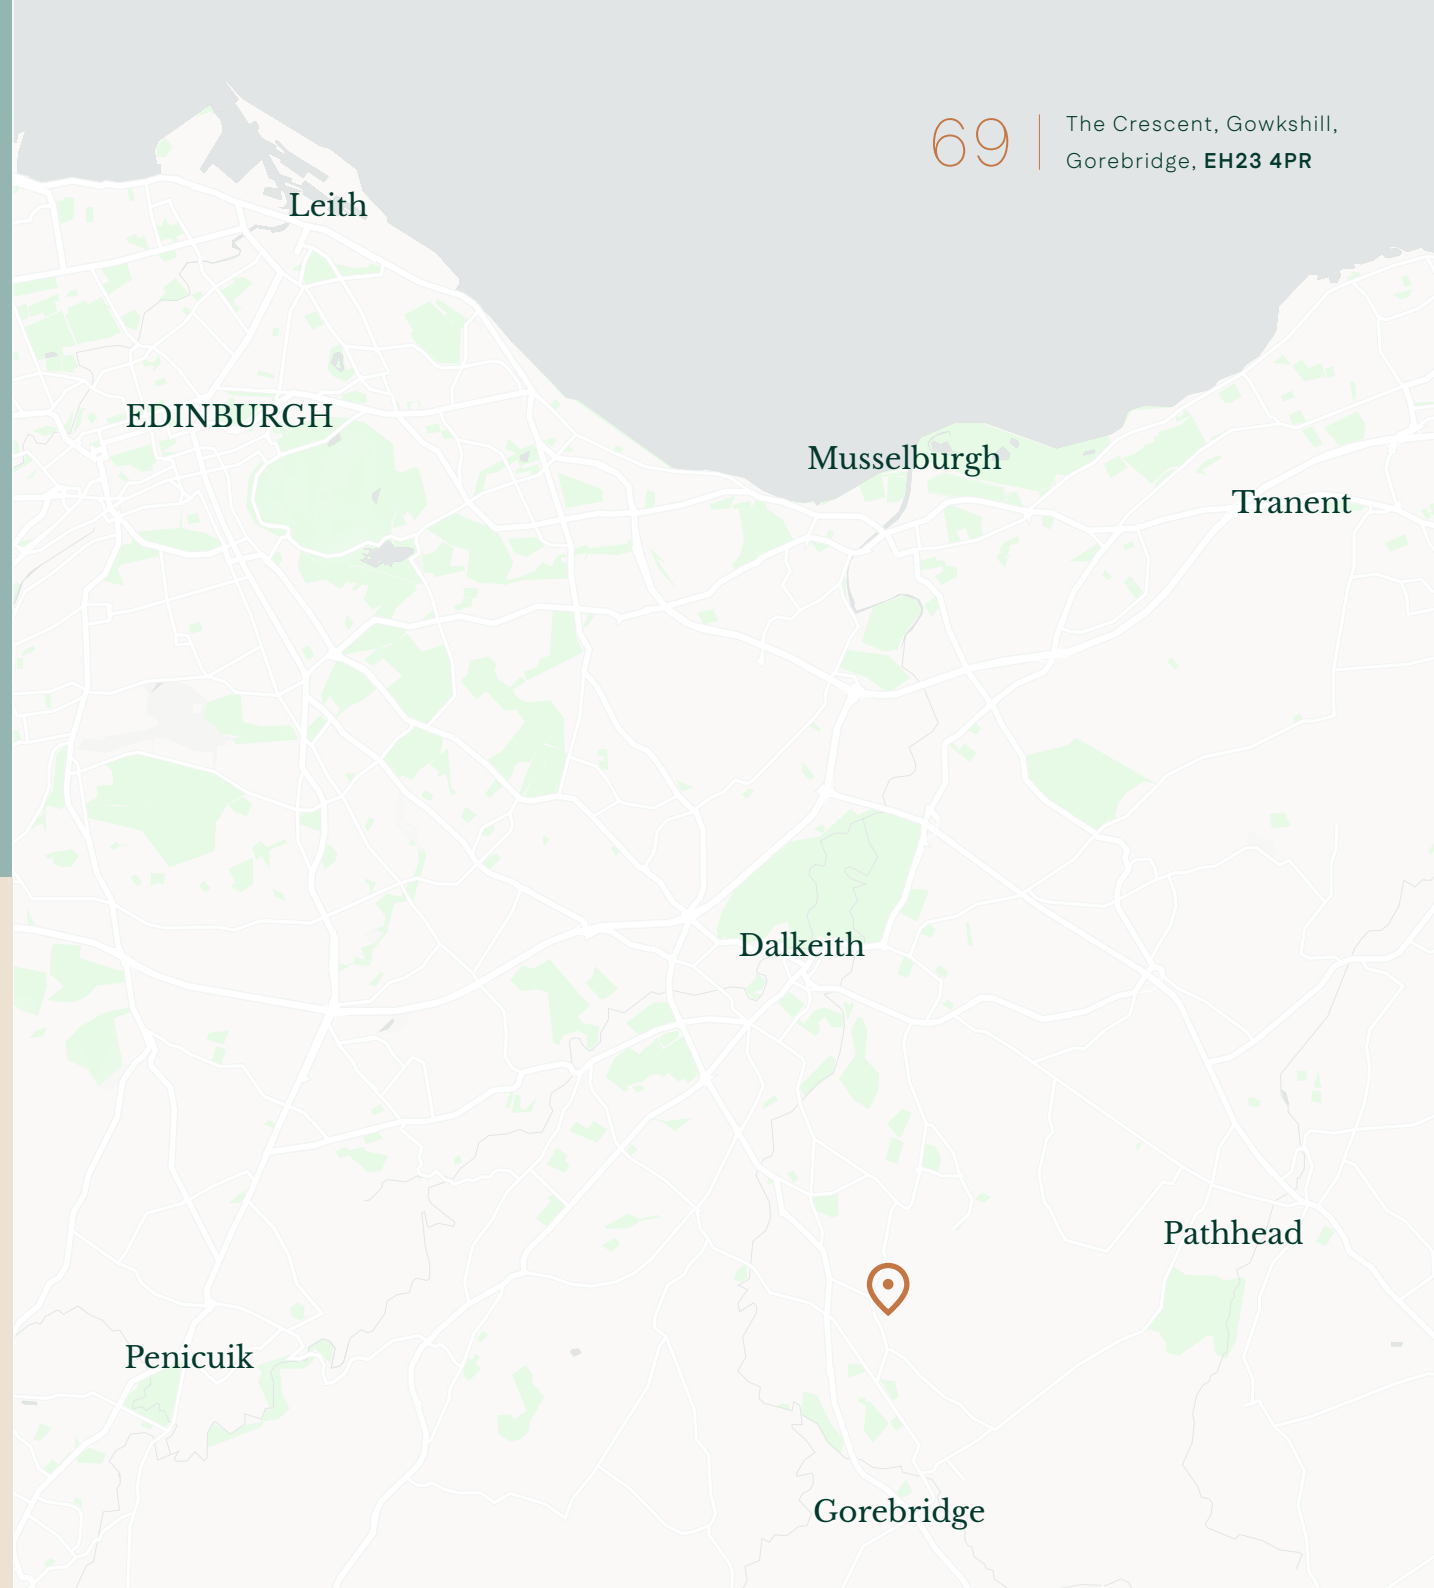 69
The Crescent, Gowkshill,
Gorebridge, EH23 4PR
Leith
EDINBURGH
Musselburgh
Tranent
Dalkeith
Pathhead
Penicuik
Gorebridge